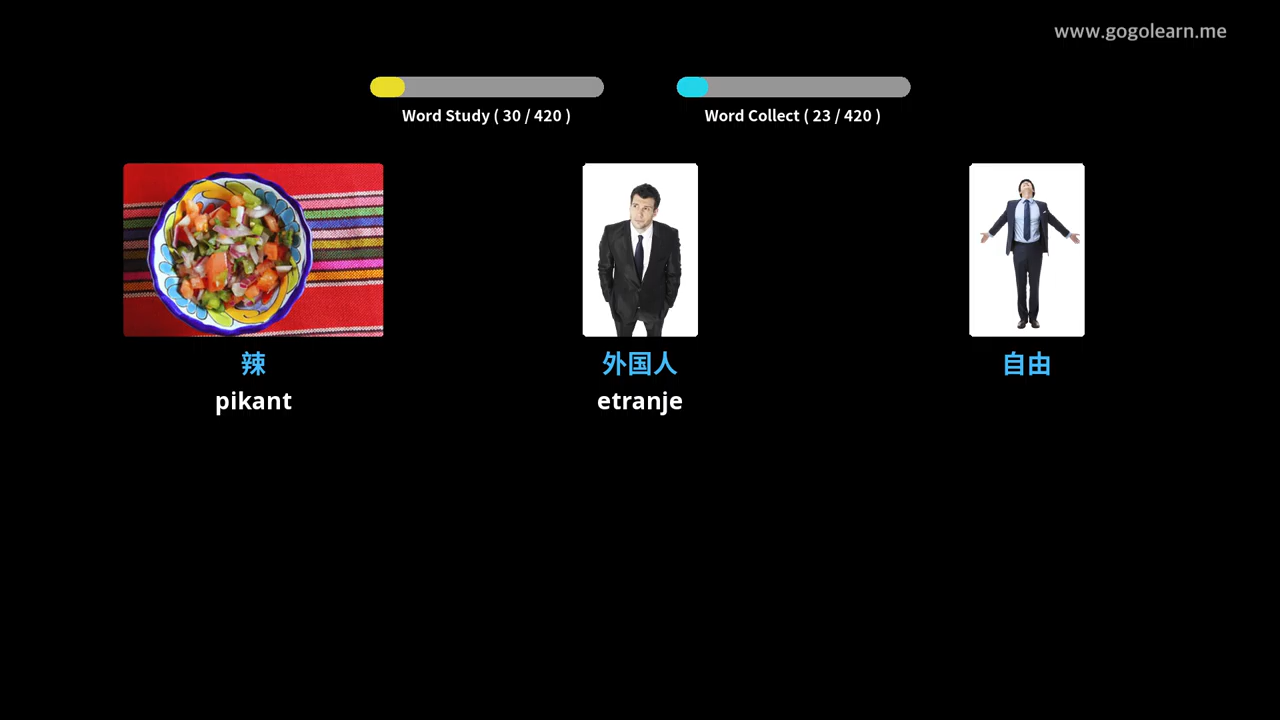 www.gogolearn.me
Word Study ( 30 / 420 )
Word Collect ( 23 / 420 )
辣
外国人
自由
pikant
etranje